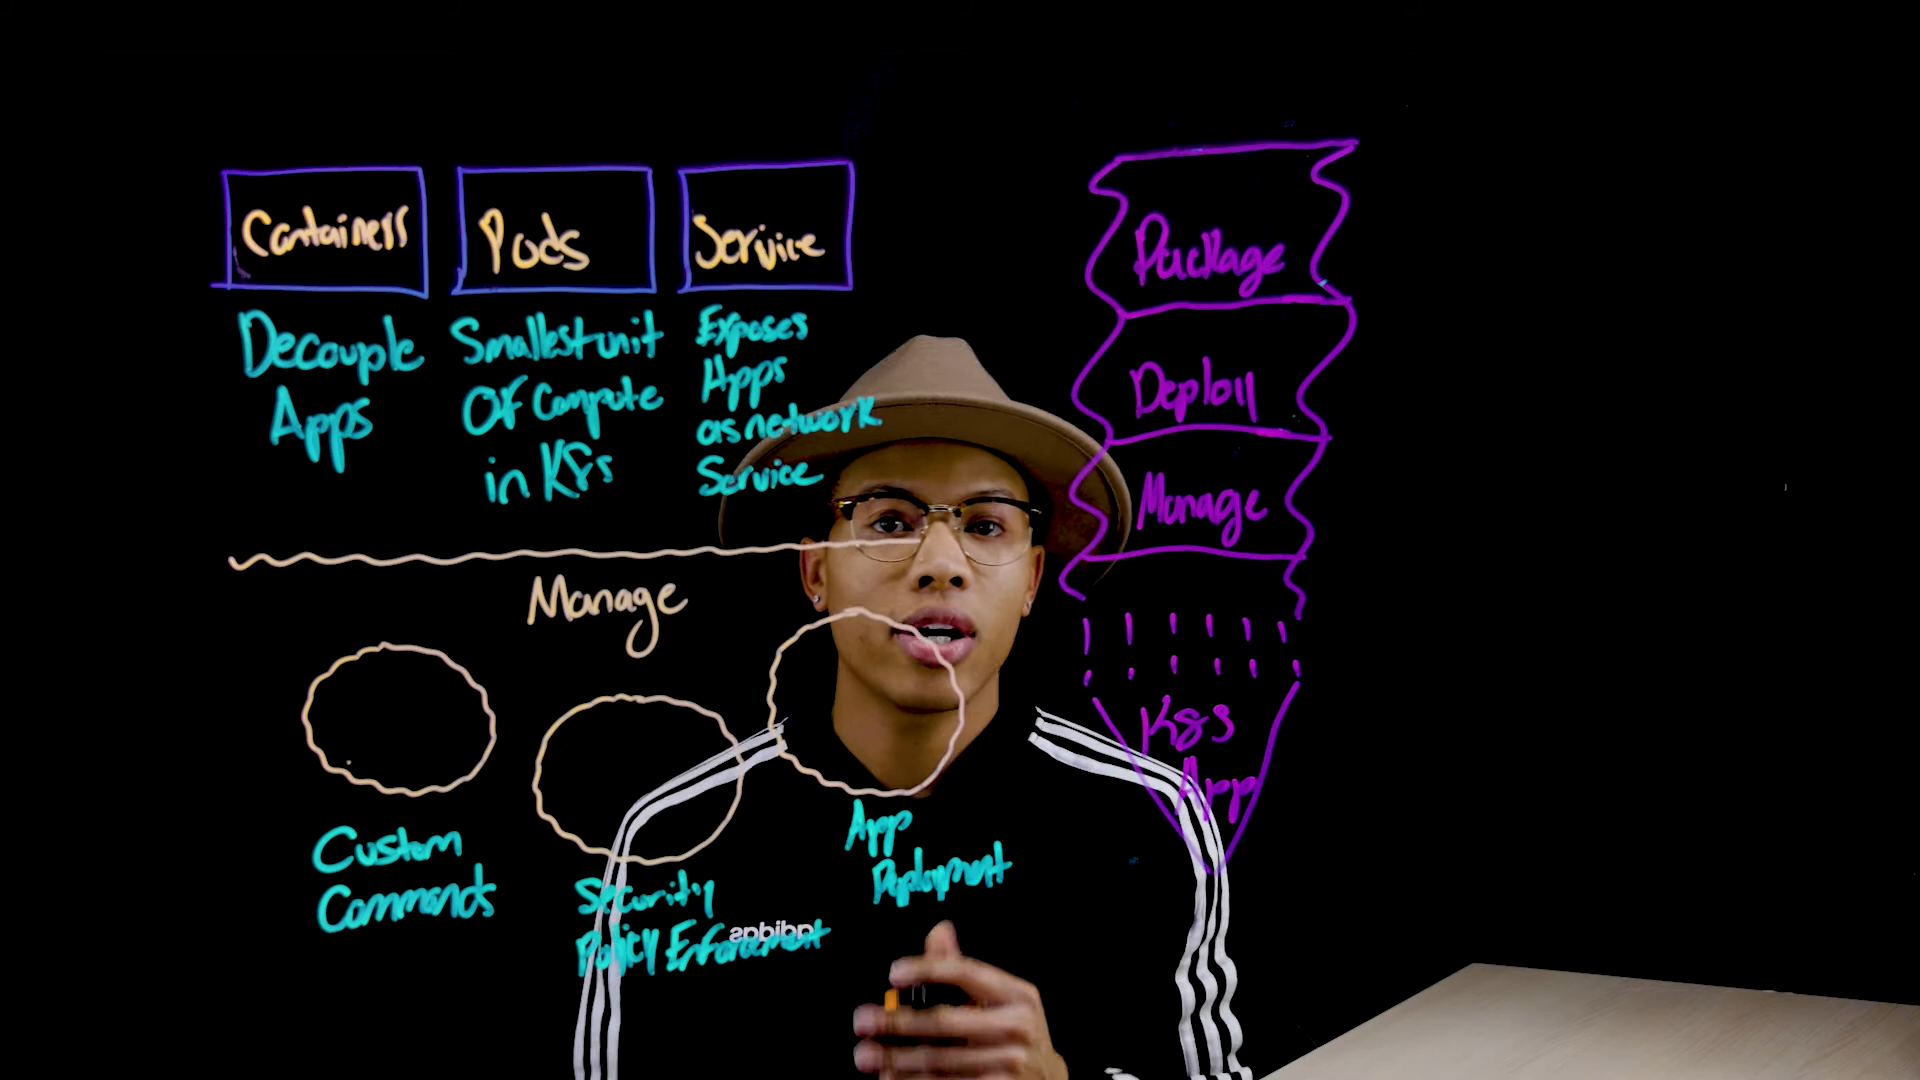 Containers
Decouple
Apps
Pods
Smallest unit
Of Compute
in K8s
Service
Exposes
Apps
as network
Service
Manage
Custom
Commands
Security
Policy Enforcement
App
Deployment
adidas
Package
Deploy
Manage
K8s
App